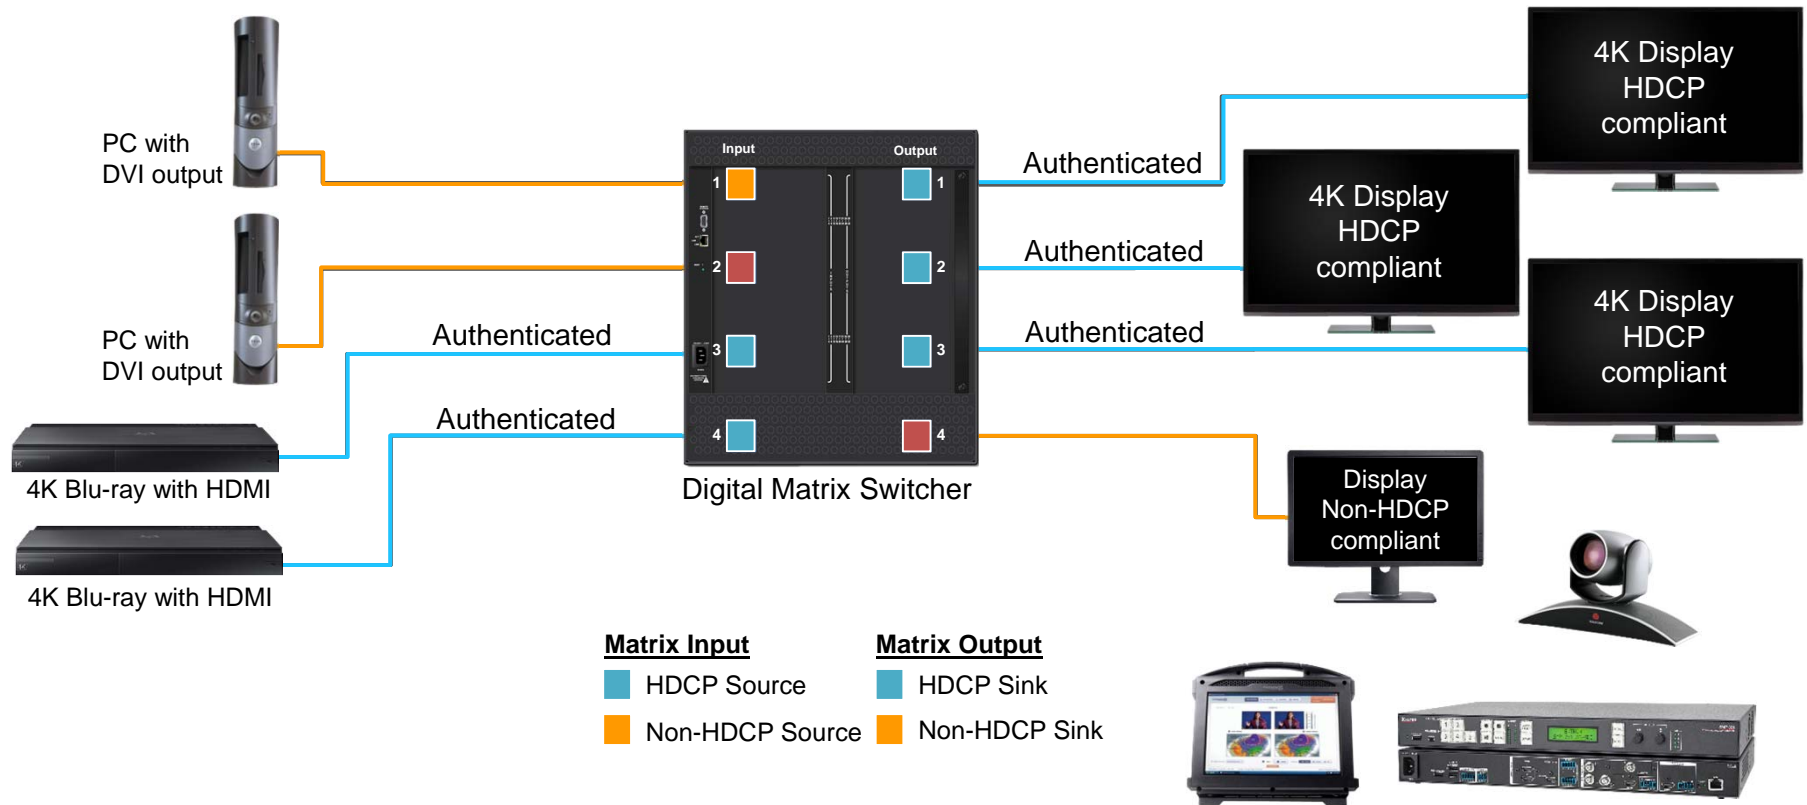 PC with
DVI output
PC with
DVI output
4K Blu-ray with HDMI
4K Blu-ray with HDMI
Authenticated
Authenticated
Input
Output
1
2
3
4
1
2
3
4
Digital Matrix Switcher
Authenticated
Authenticated
Authenticated
4K Display
HDCP
compliant
4K Display
HDCP
compliant
4K Display
HDCP
compliant
Display
Non-HDCP
compliant
Matrix Input
HDCP Source
Non-HDCP Source
Matrix Output
HDCP Sink
Non-HDCP Sink